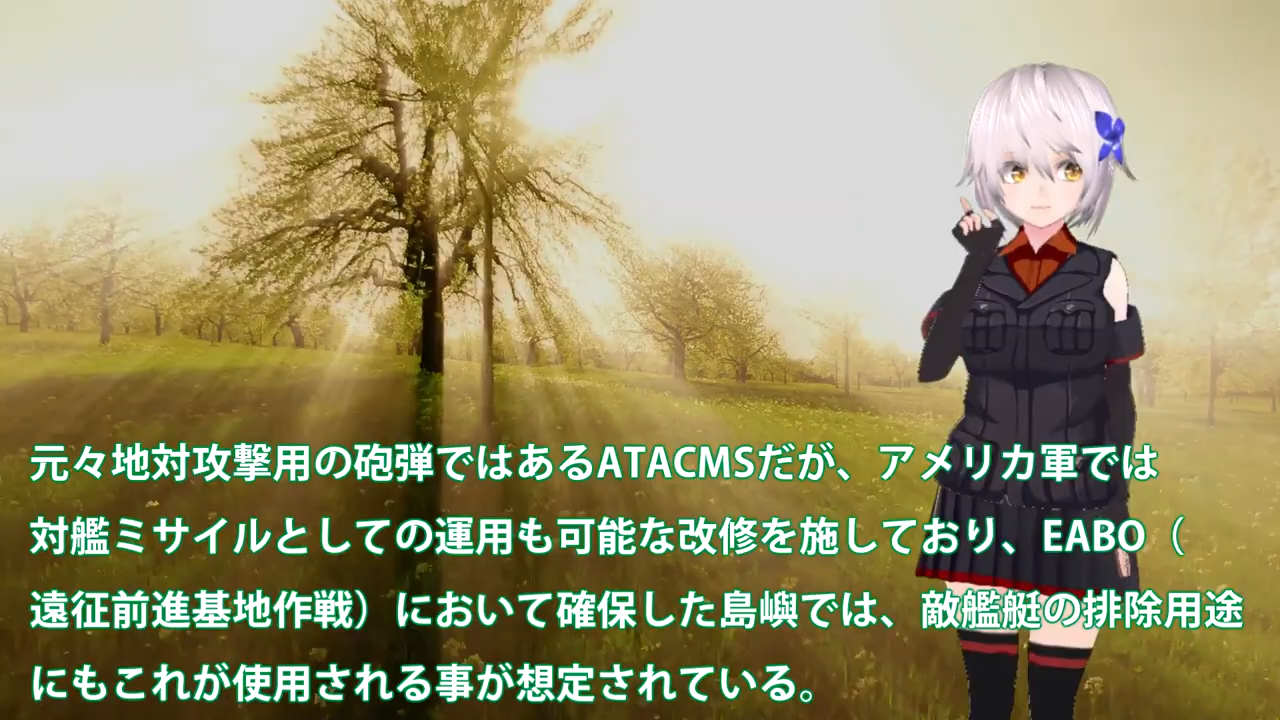 元々地対攻撃用の砲弾ではあるATACMSだが、アメリカ軍では
対艦ミサイルとしての運用も可能な改修を施しており、EABO（
遠征前進基地作戦）において確保した島嶼では、敵艦艇の排除用途
にもこれが使用される事が想定されている。